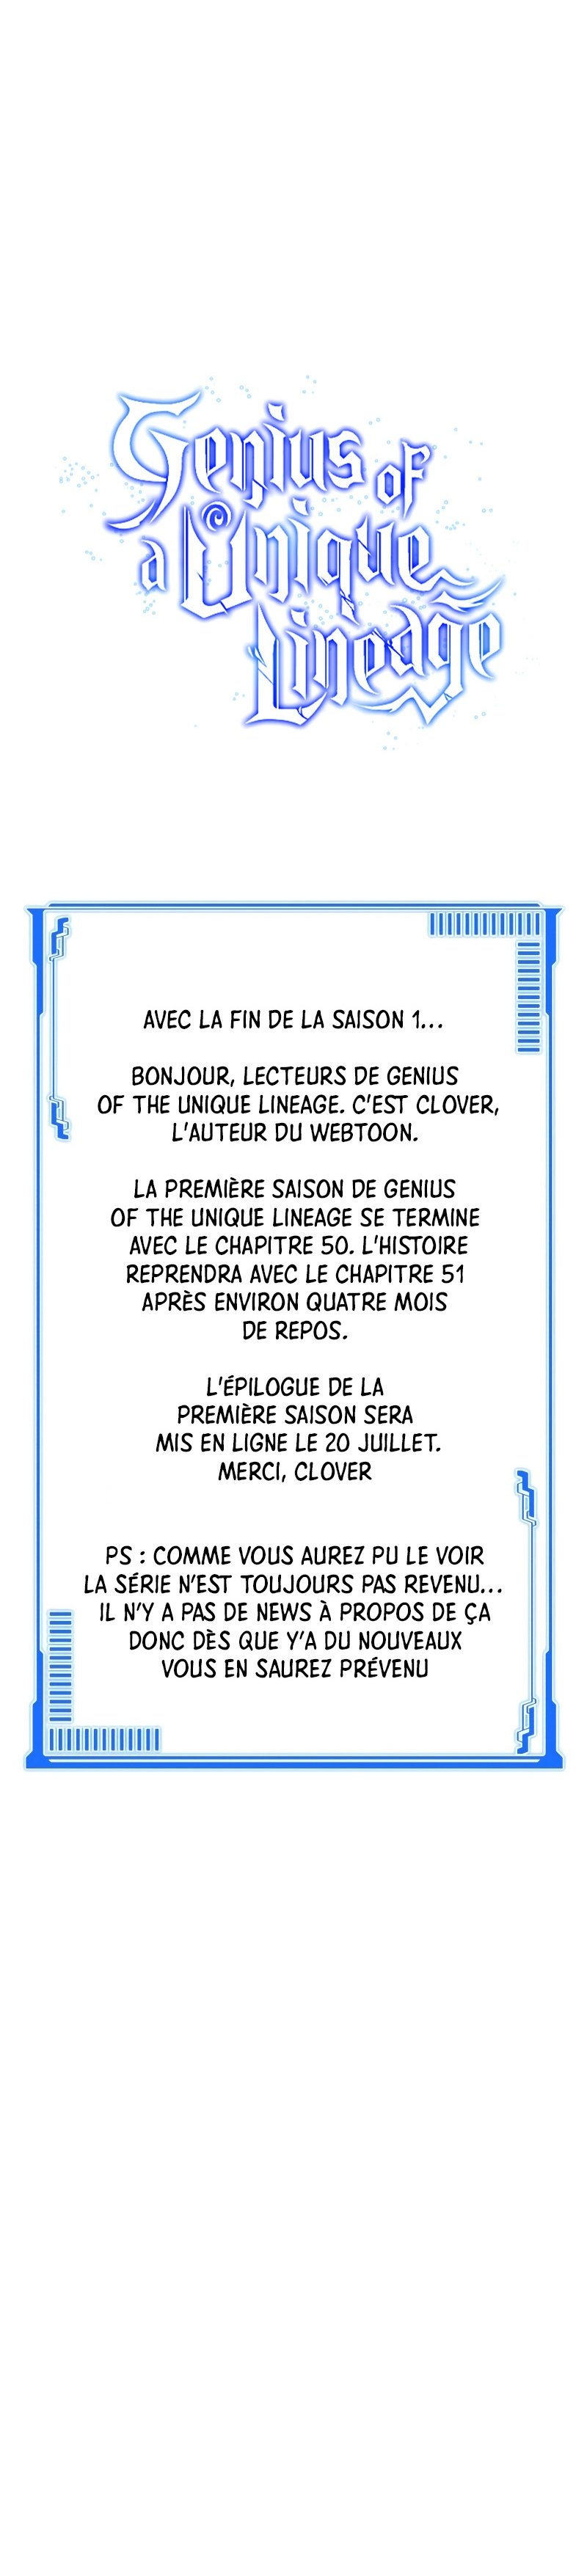 Genius of
a Unique
Lineage
AVEC LA FIN DE LA SAISON 1...
BONJOUR, LECTEURS DE GENIUS
OF THE UNIQUE LINEAGE. C'EST CLOVER,
L'AUTEUR DU WEBTOON.
LA PREMIÈRE SAISON DE GENIUS
OF THE UNIQUE LINEAGE SE TERMINE
AVEC LE CHAPITRE 50. L'HISTOIRE
REPRENDRA AVEC LE CHAPITRE 51
APRÈS ENVIRON QUATRE MOIS
DE REPOS.
L'ÉPILOGUE DE LA
PREMIÈRE SAISON SERA
MIS EN LIGNE LE 20 JUILLET.
MERCI, CLOVER
PS : COMME VOUS AUREZ PU LE VOIR
LA SÉRIE N'EST TOUJOURS PAS REVENU...
IL N'Y A PAS DE NEWS À PROPOS DE ÇA
DONC DÈS QUE Y'A DU NOUVEAUX
VOUS EN SAUREZ PRÉVENU